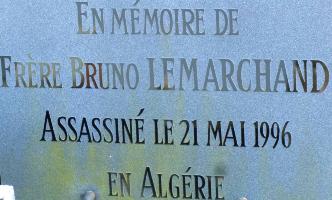 En mémoire de
Frère Bruno LEMARCHAND
Assassiné le 21 mai 1996
en Algérie